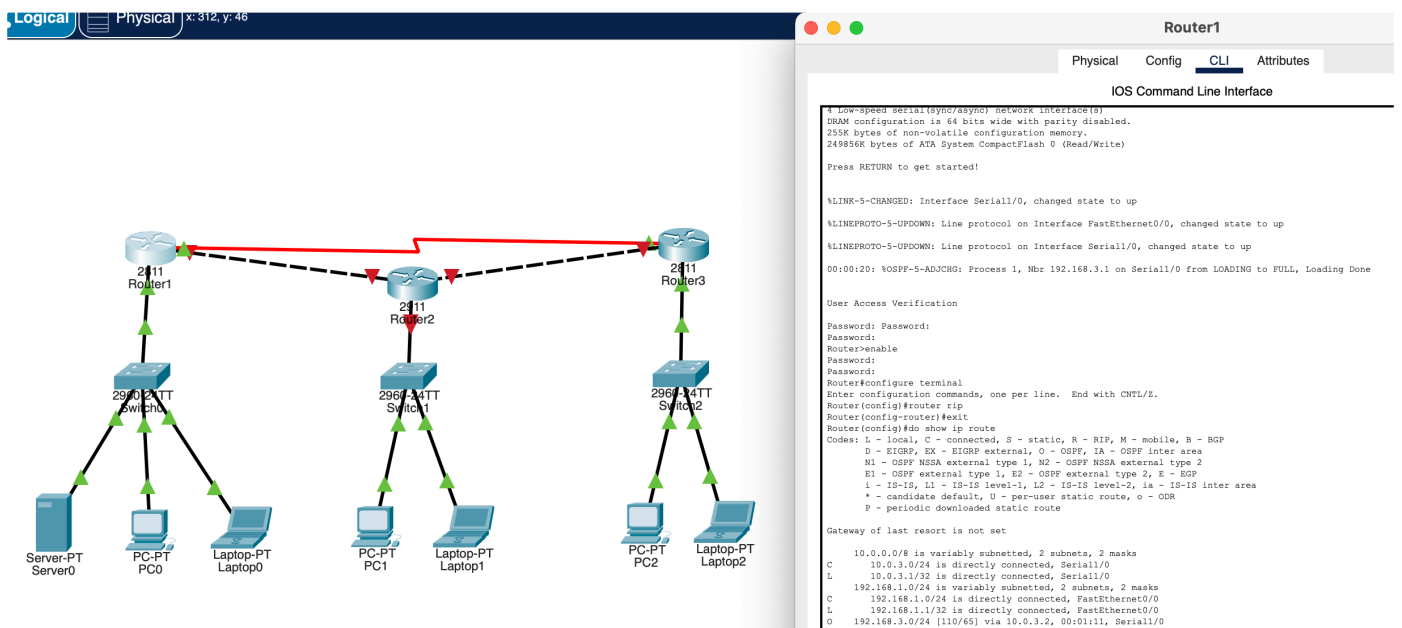 Logical Physical x: 312, y: 46
2811
Router1
2911
Router2
2811
Router3
2960-24TT
Switch0
2960-24TT
Switch1
2960-24TT
Switch2
Server-PT
Server0
PC-PT
PC0
Laptop-PT
Laptop0
PC-PT
PC1
Laptop-PT
Laptop1
PC-PT
PC2
Laptop-PT
Laptop2
Router1
Physical Config CLI Attributes
IOS Command Line Interface
4 Low-speed serial(sync/async) network interface(s)
DRAM configuration is 64 bits wide with parity disabled.
255K bytes of non-volatile configuration memory.
249856K bytes of ATA System CompactFlash 0 (Read/Write)
Press RETURN to get started!
%LINK-5-CHANGED: Interface Serial1/0, changed state to up
%LINEPROTO-5-UPDOWN: Line protocol on Interface FastEthernet0/0, changed state to up
%LINEPROTO-5-UPDOWN: Line protocol on Interface Serial1/0, changed state to up
00:00:20: %OSPF-5-ADJCHG: Process 1, Nbr 192.168.3.1 on Serial1/0 from LOADING to FULL, Loading Done
User Access Verification
Password: Password:
Password:
Router>enable
Password:
Password:
Router#configure terminal
Enter configuration commands, one per line.  End with CNTL/Z.
Router(config)#router rip
Router(config-router)#exit
Router(config)#do show ip route
Codes: L - local, C - connected, S - static, R - RIP, M - mobile, B - BGP
D - EIGRP, EX - EIGRP external, O - OSPF, IA - OSPF inter area
N1 - OSPF NSSA external type 1, N2 - OSPF NSSA external type 2
E1 - OSPF external type 1, E2 - OSPF external type 2, E - EGP
i - IS-IS, L1 - IS-IS level-1, L2 - IS-IS level-2, ia - IS-IS inter area
* - candidate default, U - per-user static route, o - ODR
P - periodic downloaded static route
Gateway of last resort is not set
10.0.0.0/8 is variably subnetted, 2 subnets, 2 masks
C 10.0.3.0/24 is directly connected, Serial1/0
L 10.0.3.1/32 is directly connected, Serial1/0
192.168.1.0/24 is variably subnetted, 2 subnets, 2 masks
C 192.168.1.0/24 is directly connected, FastEthernet0/0
L 192.168.1.1/32 is directly connected, FastEthernet0/0
O 192.168.3.0/24 [110/65] via 10.0.3.2, 00:01:11, Serial1/0